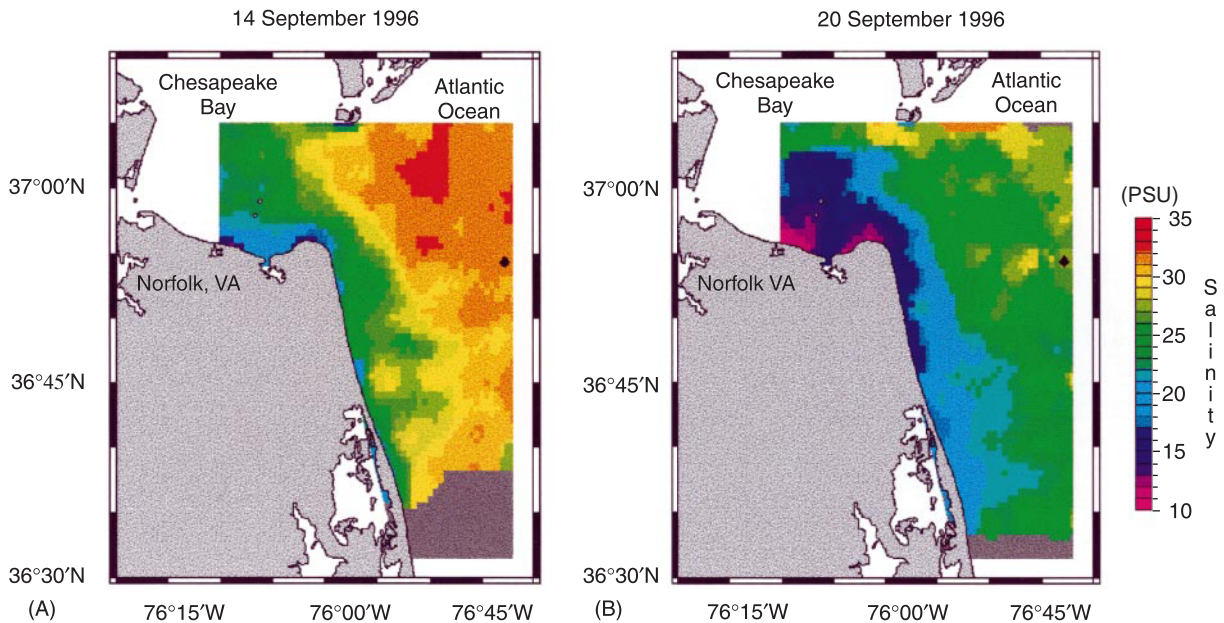 14 September 1996
20 September 1996
Chesapeake
Bay
Atlantic
Ocean
Chesapeake
Bay
Atlantic
Ocean
37°00′N
37°00′N
(PSU)
35
30
25
20
15
10
Salinity
Norfolk, VA
Norfolk VA
36°45′N
36°45′N
36°30′N
36°30′N
(A)
76°15′W
76°00′W
76°45′W
(B)
76°15′W
76°00′W
76°45′W